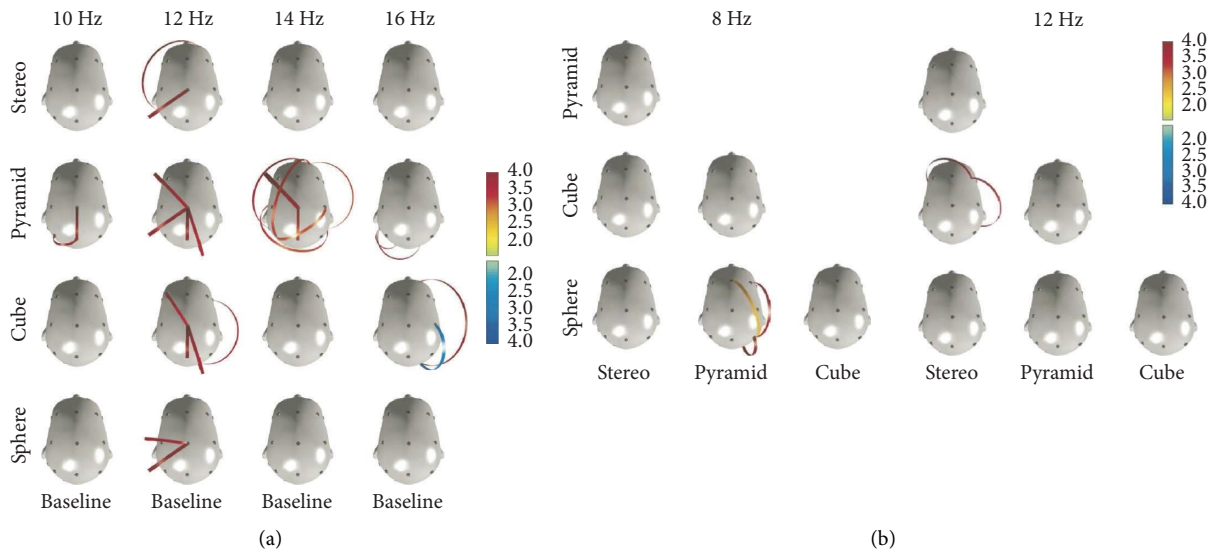 10 Hz 12 Hz 14 Hz 16 Hz
Stereo
Pyramid
Cube
Sphere
Baseline Baseline Baseline Baseline
4.0
3.5
3.0
2.5
2.0
2.0
2.5
3.0
3.5
4.0
(a)
8 Hz 12 Hz
Pyramid
Cube
Sphere
Stereo Pyramid Cube Stereo Pyramid Cube
4.0
3.5
3.0
2.5
2.0
2.0
2.5
3.0
3.5
4.0
(b)